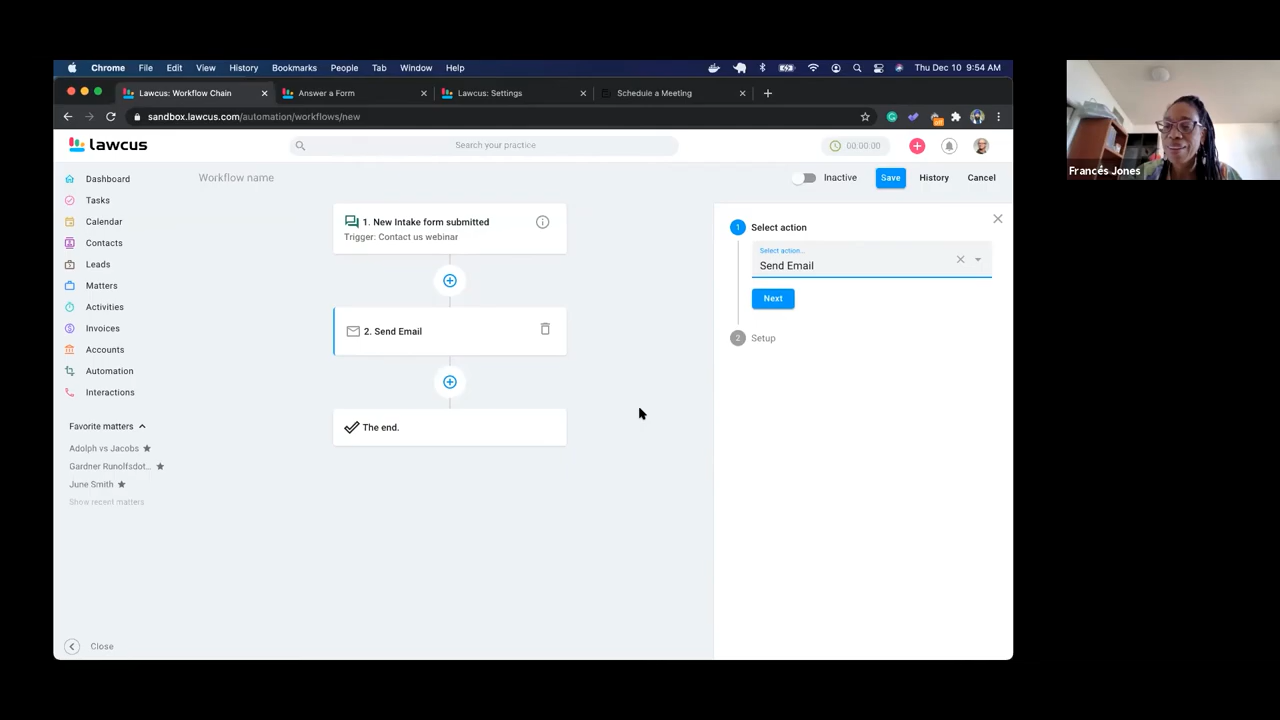 Chrome File Edit View History Bookmarks People Tab Window Help Thu Dec 10 9:54 AM
Lawcus: Workflow Chain Answer a Form Lawcus: Settings Schedule a Meeting
sandbox.lawcus.com/automation/workflows/new
lawcus Search your practice 00:00:00
Workflow name Inactive Save History Cancel
Dashboard
Tasks
Calendar
Contacts
Leads
Matters
Activities
Invoices
Accounts
Automation
Interactions
Favorite matters
Adolph vs Jacobs
Gardner Runolfsdot...
June Smith
Show recent matters
Close
1. New Intake form submitted
Trigger: Contact us webinar
2. Send Email
The end.
1 Select action
Select action...
Send Email
Next
2 Setup
Francés Jones